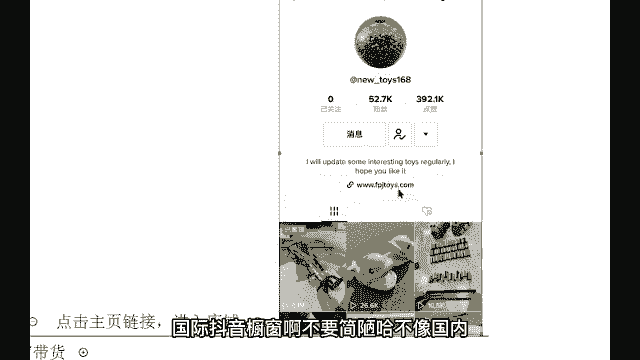 @new_toys168
0 52.7K 392.1K
已关注 粉丝 点赞
消息
I will update some interesting toys regularly, I
hope you like it
www.fpjtoys.com
点击主页链接，进入商城
国际抖音橱窗啊不要简陋哈不像国内
带货